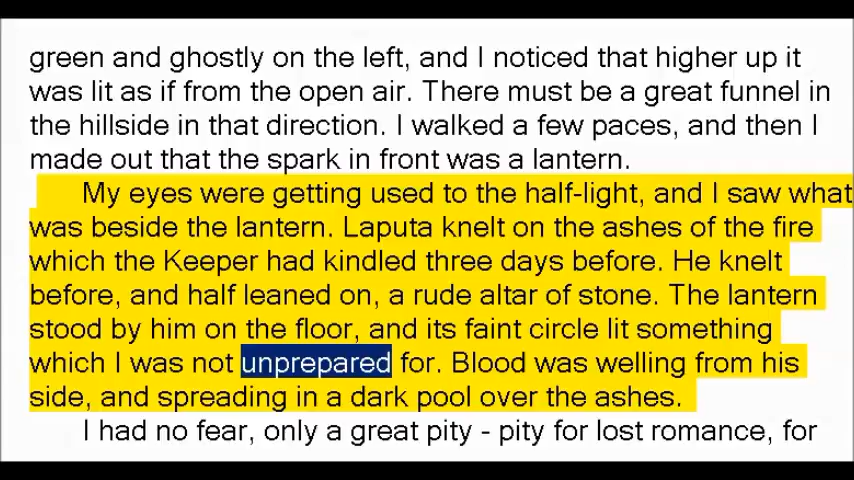 green and ghostly on the left, and I noticed that higher up it
was lit as if from the open air. There must be a great funnel in
the hillside in that direction. I walked a few paces, and then I
made out that the spark in front was a lantern.
My eyes were getting used to the half-light, and I saw what
was beside the lantern. Laputa knelt on the ashes of the fire
which the Keeper had kindled three days before. He knelt
before, and half leaned on, a rude altar of stone. The lantern
stood by him on the floor, and its faint circle lit something
which I was not unprepared for. Blood was welling from his
side, and spreading in a dark pool over the ashes.
I had no fear, only a great pity - pity for lost romance, for